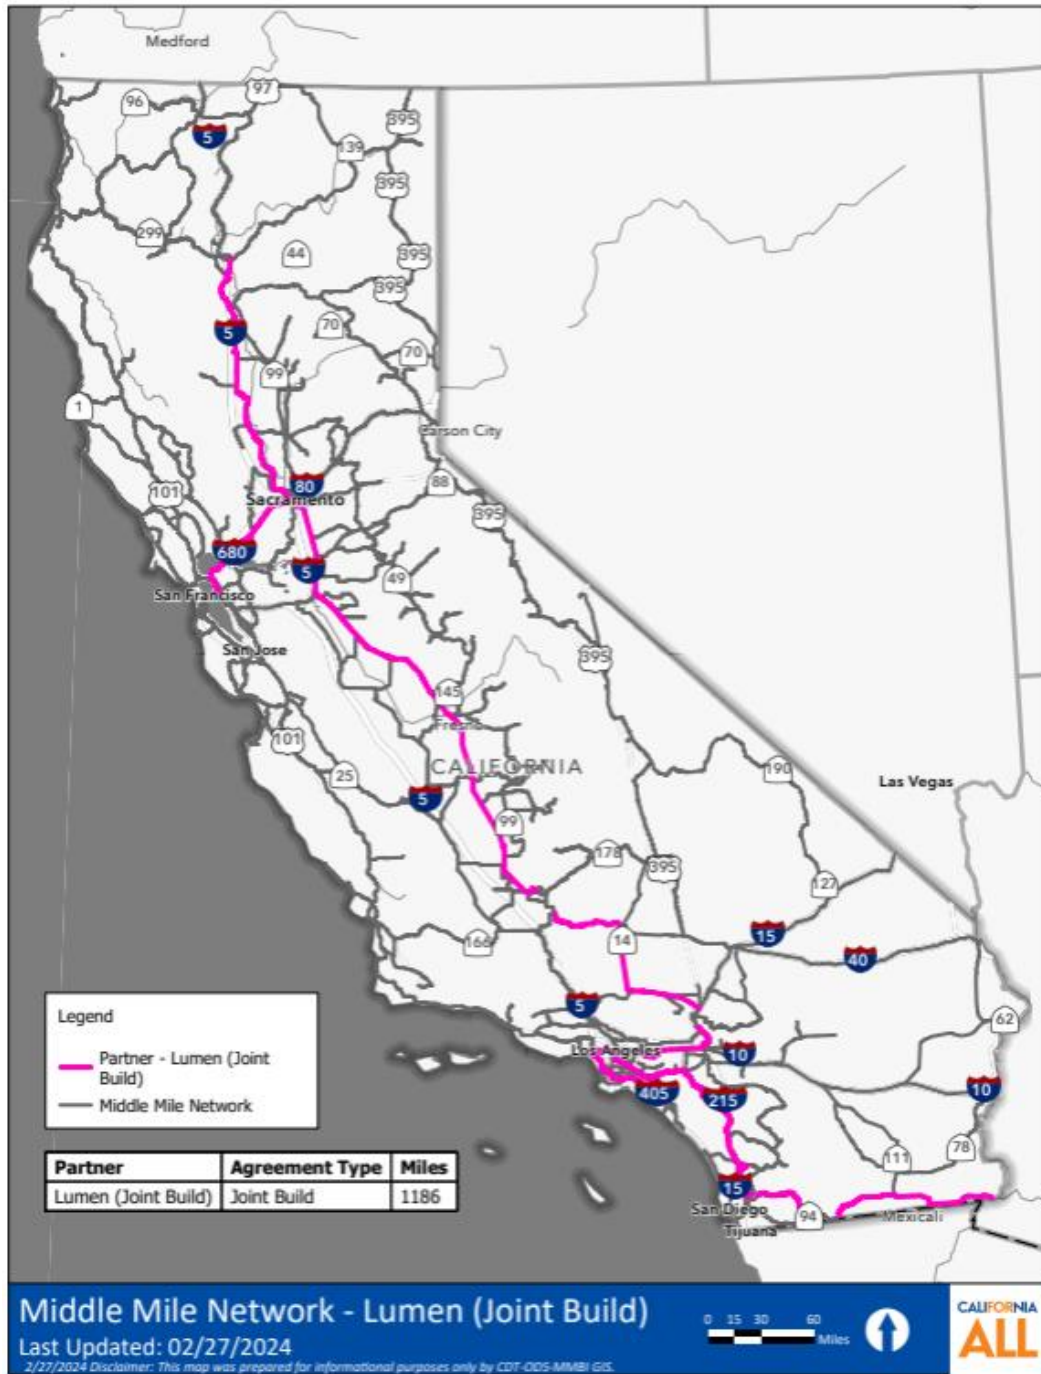 Medford
97
96
5
395
139
395
299
44
395
395
5
70
70
99
1
Carson City
88
80
101
Sacramento
395
680
5
49
San Francisco
San Jose
395
145
Fresno
101
25
CALIFORNIA
190
Las Vegas
5
99
178
395
127
166
14
15
40
5
62
Los Angeles
10
405
215
10
111
78
15
San Diego
94
Mexicali
Tijuana
Legend
Partner - Lumen (Joint
Build)
Middle Mile Network
Partner Agreement Type Miles
Lumen (Joint Build) Joint Build 1186
Middle Mile Network - Lumen (Joint Build)
Last Updated: 02/27/2024
2/27/2024 Disclaimer: This map was prepared for informational purposes only by CDT-ODS-MMBI GIS.
0 15 30 60
Miles
CALIFORNIA
ALL